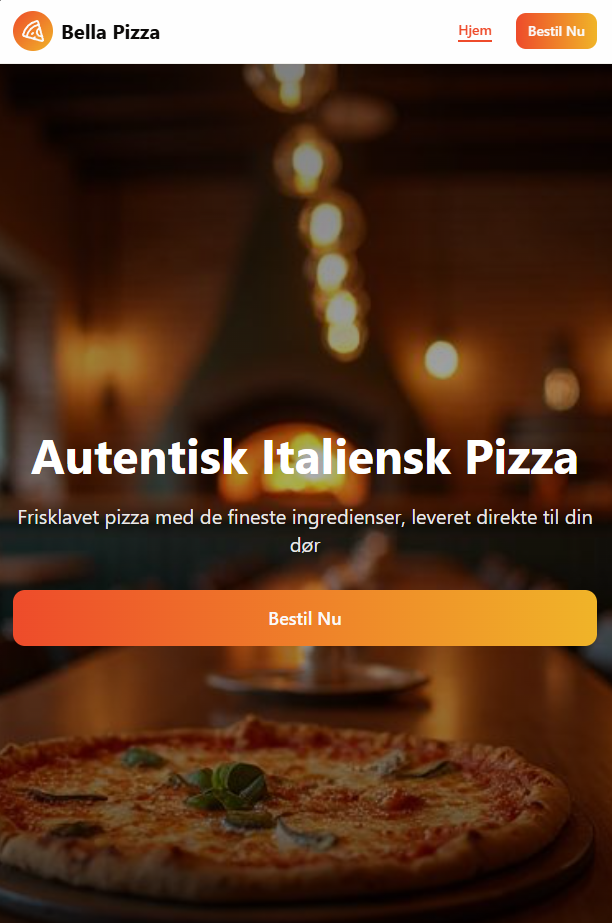 Bella Pizza
Hjem
Bestil Nu
Autentisk Italiensk Pizza
Frisklavet pizza med de fineste ingredienser, leveret direkte til din
dør
Bestil Nu